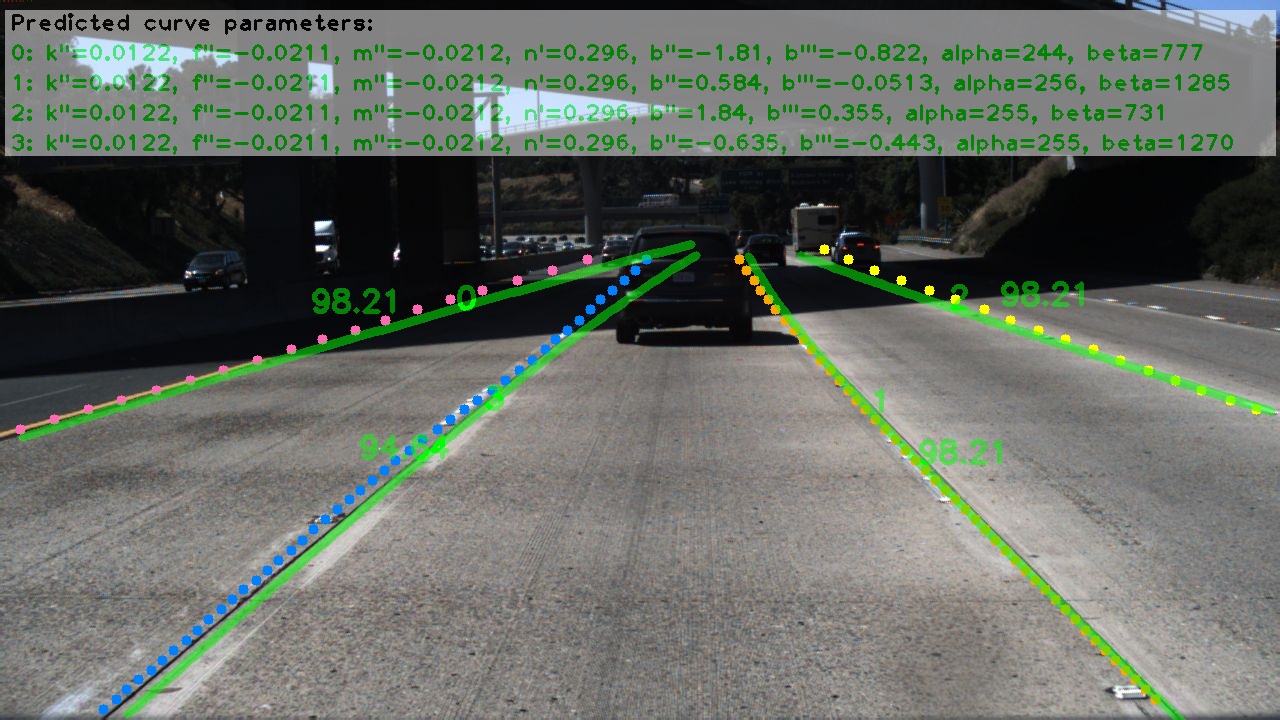 Predicted curve parameters:
0: k''=0.0122, f''=-0.0211, m''=-0.0212, n'=0.296, b''=-1.81, b'''=-0.822, alpha=244, beta=777
1: k''=0.0122, f''=-0.0211, m''=-0.0212, n'=0.296, b''=0.584, b'''=-0.0513, alpha=256, beta=1285
2: k''=0.0122, f''=-0.0211, m''=-0.0212, n'=0.296, b''=1.84, b'''=0.355, alpha=255, beta=731
3: k''=0.0122, f''=-0.0211, m''=-0.0212, n'=0.296, b''=-0.635, b'''=-0.443, alpha=255, beta=1270
98.21 0 2 98.21
3 1
98.21